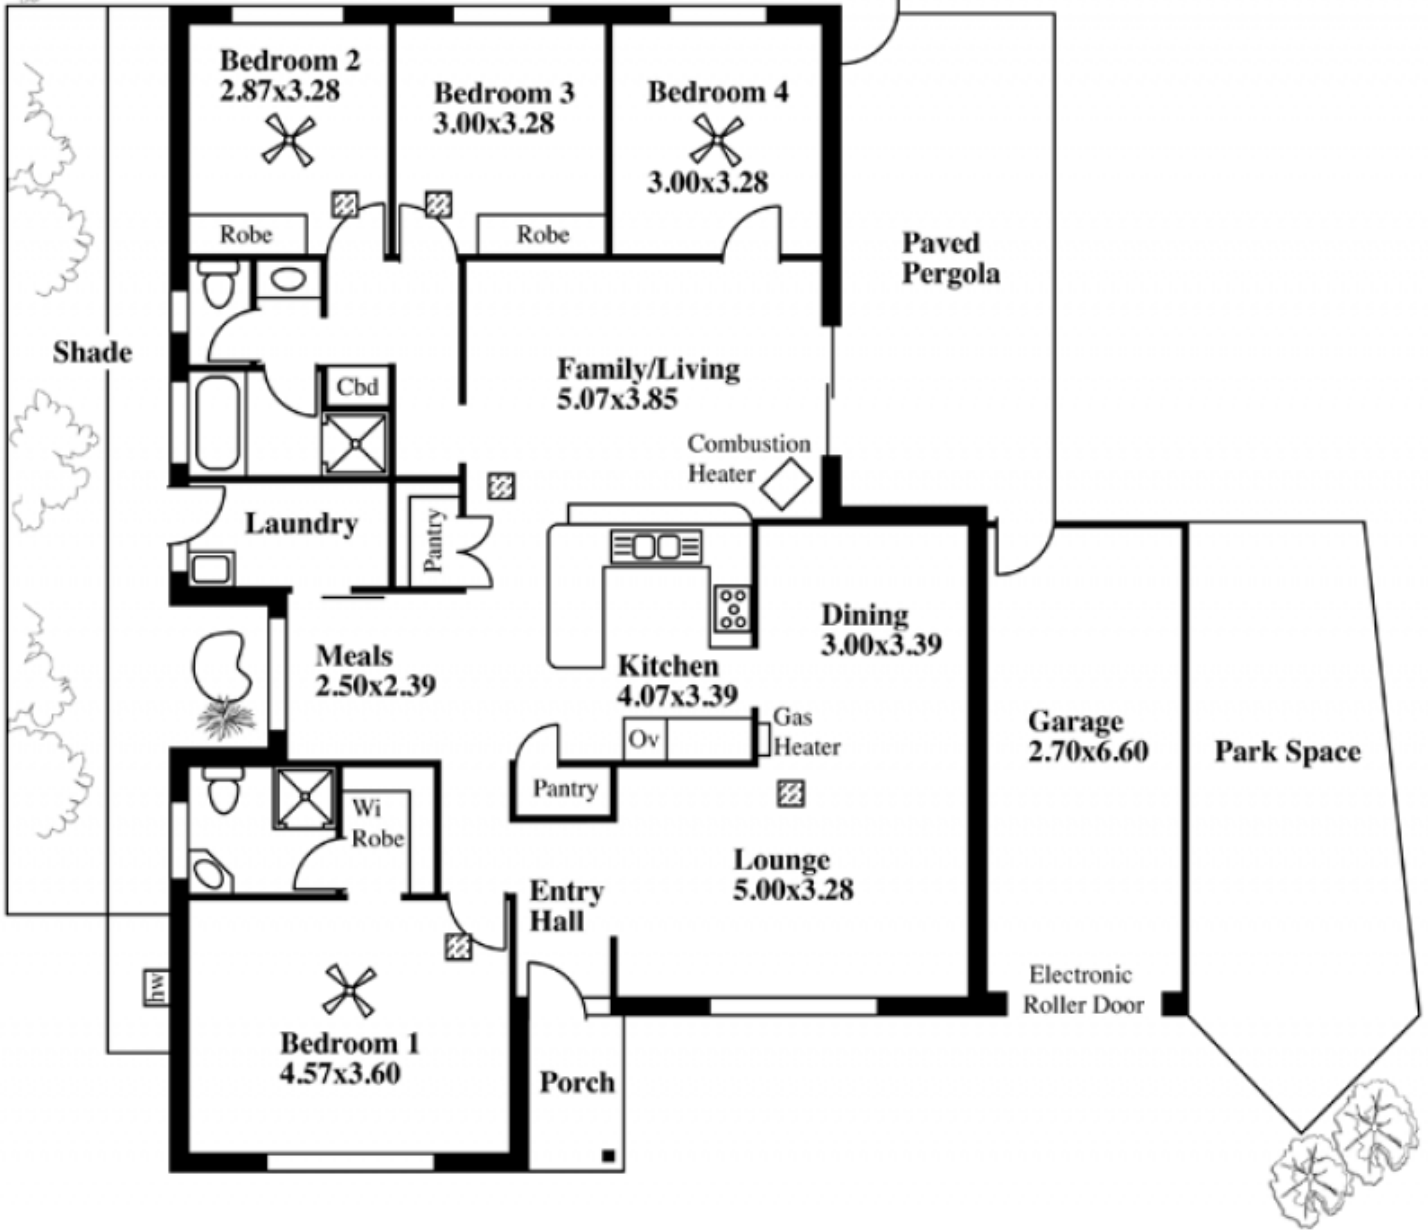 Bedroom 2
2.87x3.28
Bedroom 3
3.00x3.28
Bedroom 4
3.00x3.28
Robe
Robe
Paved
Pergola
Shade
Cbd
Family/Living
5.07x3.85
Combustion
Heater
Laundry
Pantry
Dining
3.00x3.39
Meals
2.50x2.39
Kitchen
4.07x3.39
Ov
Gas
Heater
Garage
2.70x6.60
Park Space
Pantry
Wi
Robe
Lounge
5.00x3.28
Entry
Hall
hw
Electronic
Roller Door
Bedroom 1
4.57x3.60
Porch